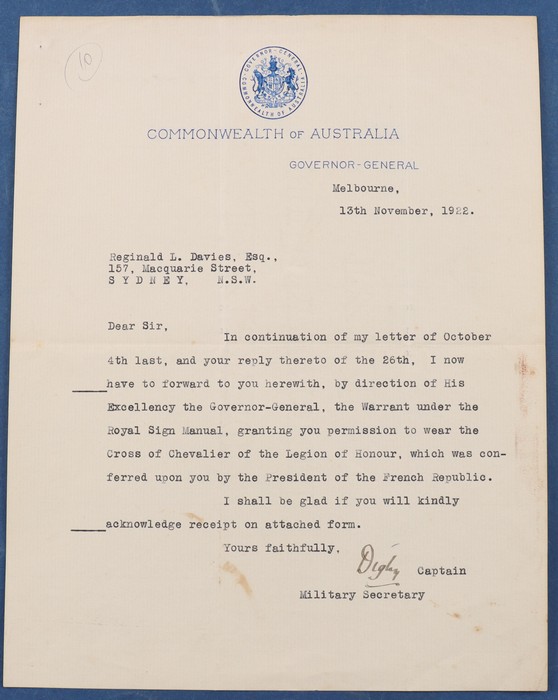 10
GOVERNOR-GENERAL
COMMONWEALTH OF AUSTRALIA
COMMONWEALTH OF AUSTRALIA
GOVERNOR-GENERAL
Melbourne,
13th November, 1922.
Reginald L. Davies, Esq.,
157, Macquarie Street,
S Y D N E Y, N.S.W.
Dear Sir,
In continuation of my letter of October
4th last, and your reply thereto of the 26th, I now
have to forward to you herewith, by direction of His
Excellency the Governor-General, the Warrant under the
Royal Sign Manual, granting you permission to wear the
Cross of Chevalier of the Legion of Honour, which was con-
ferred upon you by the President of the French Republic.
I shall be glad if you will kindly
acknowledge receipt on attached form.
Yours faithfully,
Digby Captain
Military Secretary